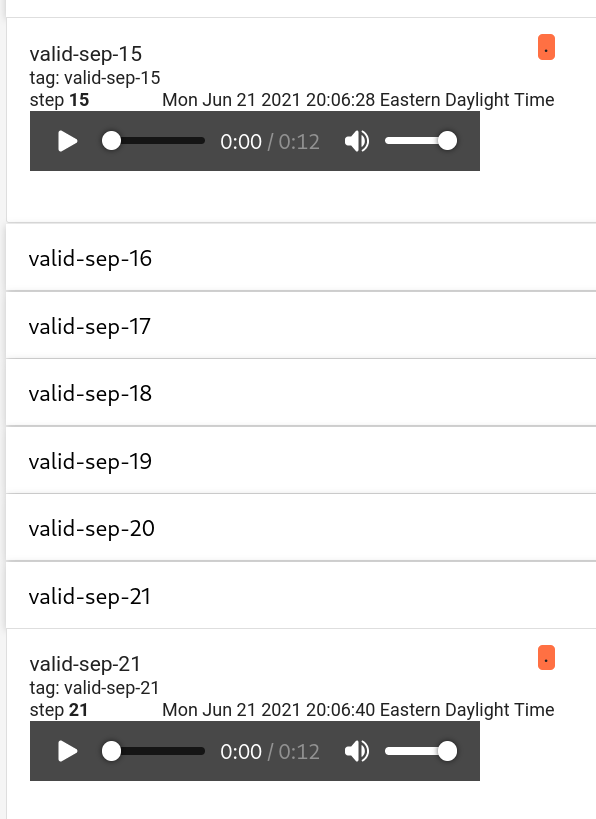 valid-sep-15
.
tag: valid-sep-15
step 15 Mon Jun 21 2021 20:06:28 Eastern Daylight Time
0:00 / 0:12
valid-sep-16
valid-sep-17
valid-sep-18
valid-sep-19
valid-sep-20
valid-sep-21
valid-sep-21
.
tag: valid-sep-21
step 21 Mon Jun 21 2021 20:06:40 Eastern Daylight Time
0:00 / 0:12